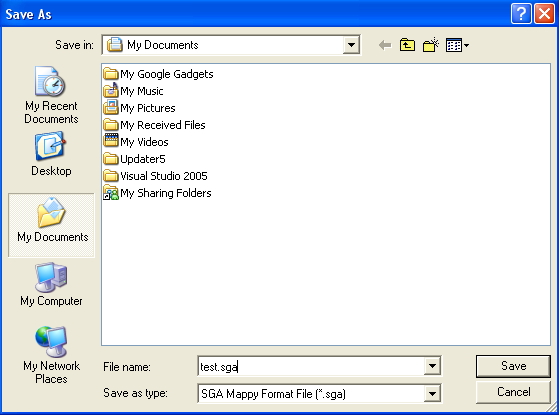 Save As
Save in: My Documents
My Recent
Documents
Desktop
My Documents
My Computer
My Network
Places
My Google Gadgets
My Music
My Pictures
My Received Files
My Videos
Updater5
Visual Studio 2005
My Sharing Folders
File name: test.sga Save
Save as type: SGA Mappy Format File (*.sga) Cancel